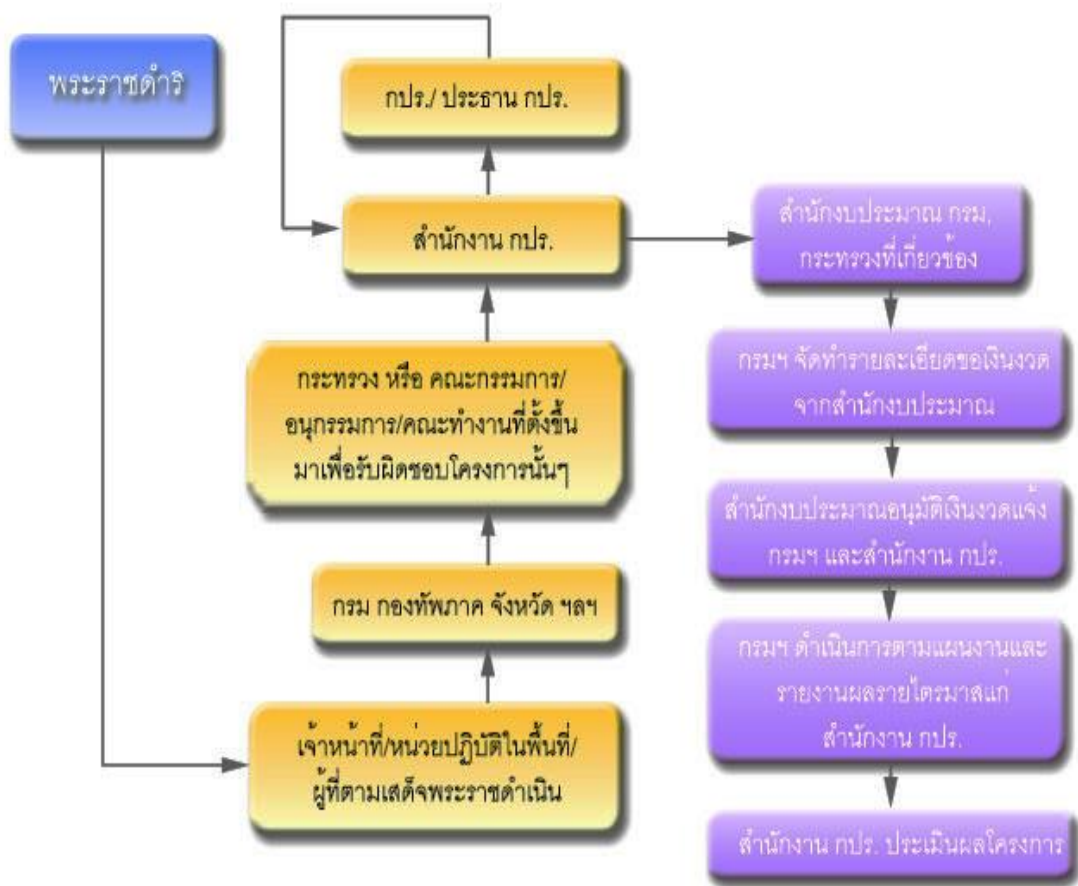 พระราชดำริ
กปร./ ประธาน กปร.
สำนักงาน กปร.
กระทรวง หรือ คณะกรรมการ/
อนุกรรมการ/คณะทำงานที่ตั้งขึ้น
มาเพื่อรับผิดชอบโครงการนั้นๆ
กรม กองทัพภาค จังหวัด ฯลฯ
เจ้าหน้าที่/หน่วยปฏิบัติในพื้นที่/
ผู้ที่ตามเสด็จพระราชดำเนิน
สำนักงบประมาณ กรม,
กระทรวงที่เกี่ยวข้อง
กรมฯ จัดทำรายละเอียดขอเงินงวด
จากสำนักงบประมาณ
สำนักงบประมาณอนุมัติเงินงวดแจ้ง
กรมฯ และสำนักงาน กปร.
กรมฯ ดำเนินการตามแผนงานและ
รายงานผลรายไตรมาสแก่
สำนักงาน กปร.
สำนักงาน กปร. ประเมินผลโครงการ